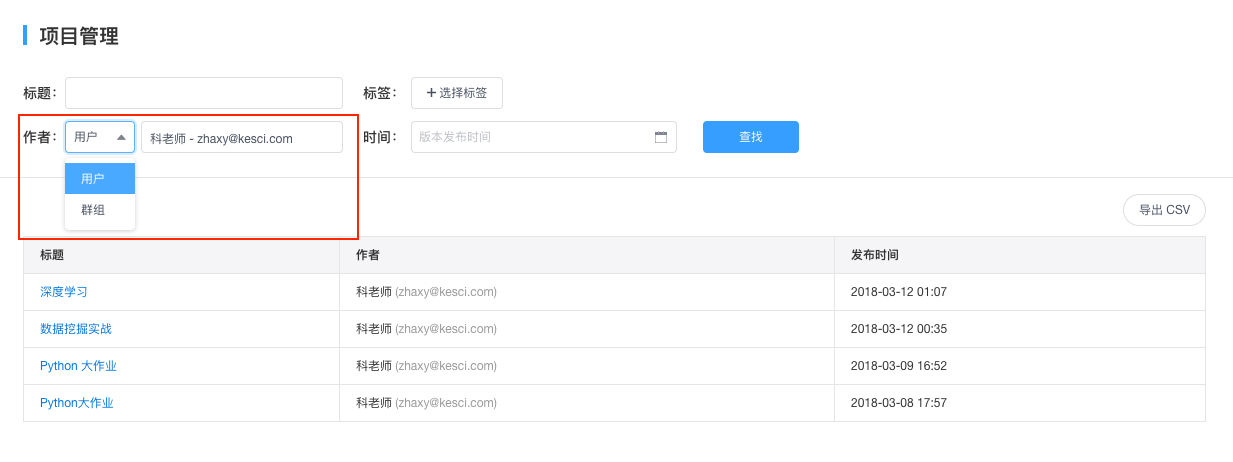 项目管理
标题：
标签： + 选择标签
作者： 用户 科老师 - zhaxy@kesci.com
时间： 版本发布时间 查找
用户
群组
导出 CSV
标题 作者 发布时间
深度学习 科老师 (zhaxy@kesci.com) 2018-03-12 01:07
数据挖掘实战 科老师 (zhaxy@kesci.com) 2018-03-12 00:35
Python 大作业 科老师 (zhaxy@kesci.com) 2018-03-09 16:52
Python大作业 科老师 (zhaxy@kesci.com) 2018-03-08 17:57